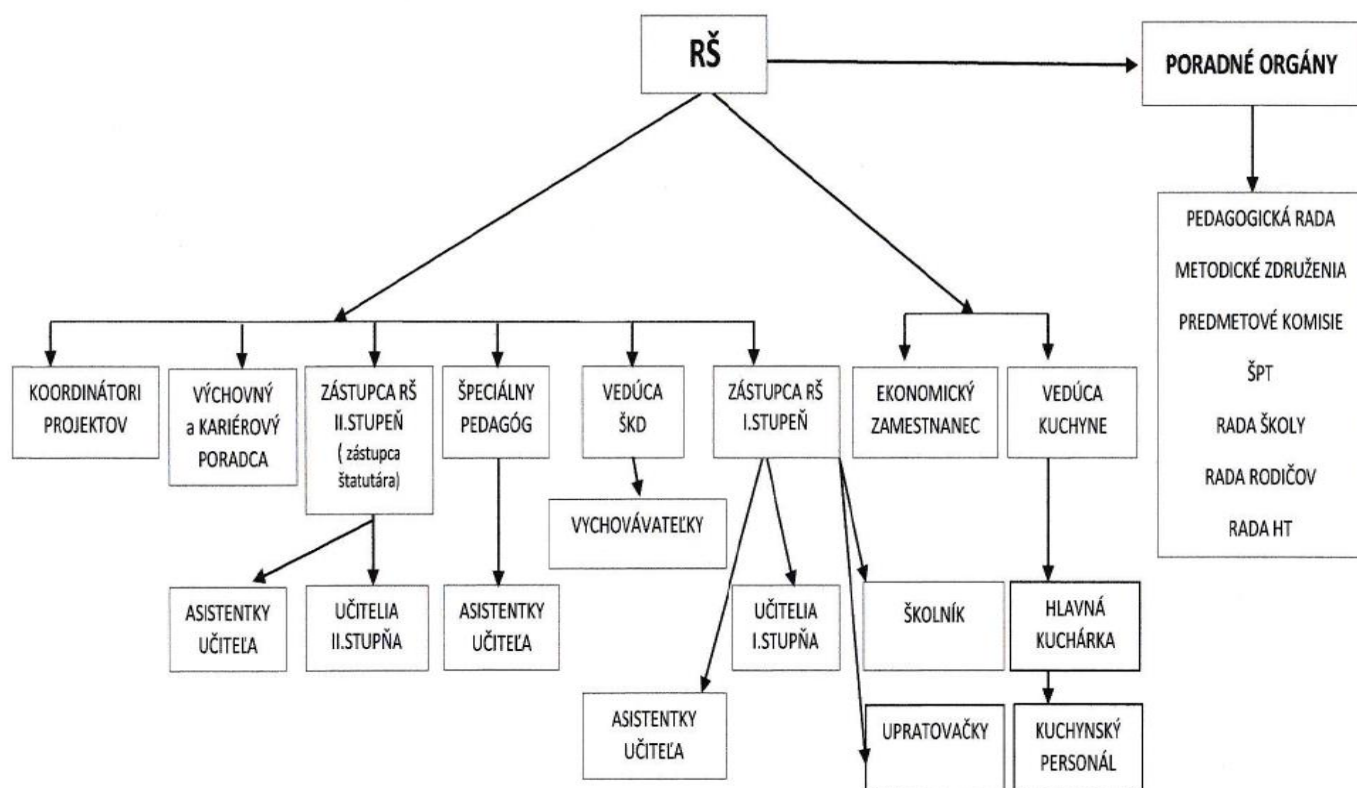 RŠ
PORADNÉ ORGÁNY
PEDAGOGICKÁ RADA
METODICKÉ ZDRUŽENIA
PREDMETOVÉ KOMISIE
ŠPT
RADA ŠKOLY
RADA RODIČOV
RADA HT
KOORDINÁTORI
PROJEKTOV
VÝCHOVNÝ
a KARIÉROVÝ
PORADCA
ZÁSTUPCA RŠ
II.STUPEŇ
( zástupca
štatutára)
ŠPECIÁLNY
PEDAGÓG
VEDÚCA
ŠKD
ZÁSTUPCA RŠ
I.STUPEŇ
EKONOMICKÝ
ZAMESTNANEC
VEDÚCA
KUCHYNE
VYCHOVÁVATEĽKY
ASISTENTKY
UČITEĽA
UČITELIA
II.STUPŇA
ASISTENTKY
UČITEĽA
UČITELIA
I.STUPŇA
ŠKOLNÍK
HLAVNÁ
KUCHÁRKA
ASISTENTKY
UČITEĽA
UPRATOVAČKY
KUCHYNSKÝ
PERSONÁL